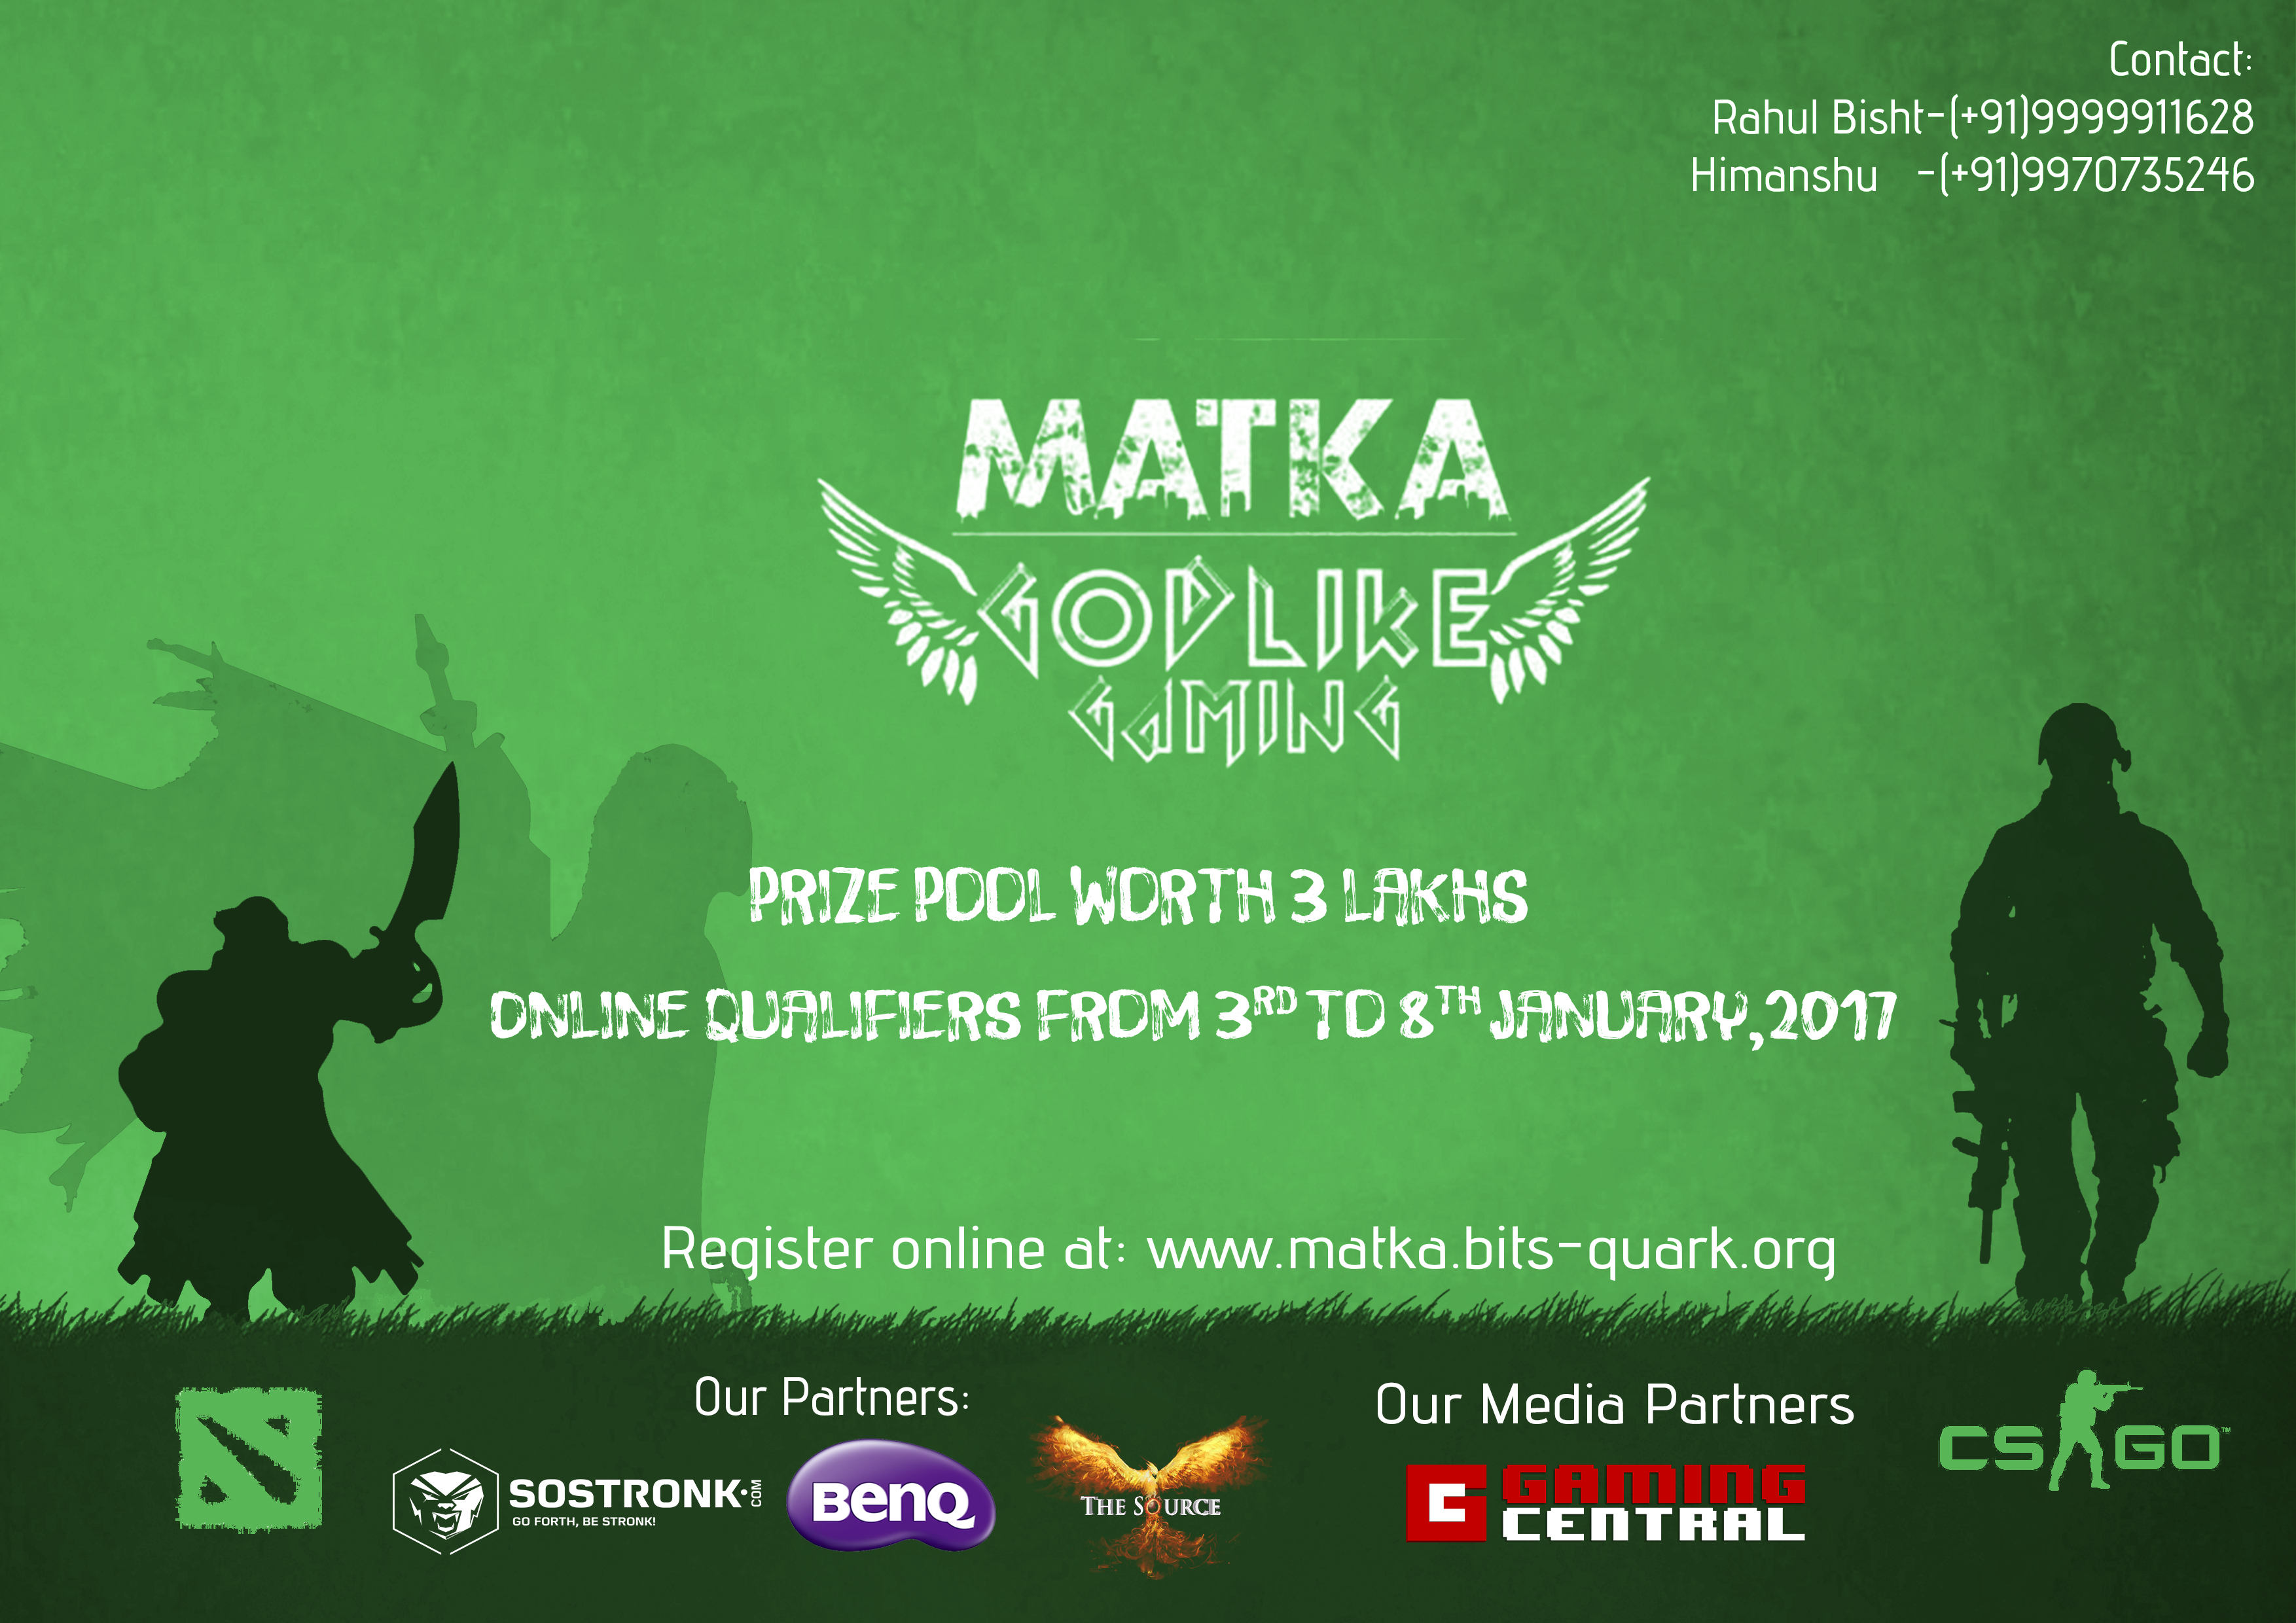 Contact:
Rahul Bisht-(+91)9999911628
Himanshu -(+91)9970735246
MATKA
GODLIKE
GAMING
PRIZE POOL WORTH 3 LAKHS
ONLINE QUALIFIERS FROM 3RD TO 8TH JANUARY,2017
Register online at: www.matka.bits-quark.org
Our Partners:
SOSTRONK.COM
GO FORTH, BE STRONK!
BenQ
THE SOURCE
Our Media Partners
G GAMING
CENTRAL
CS GO™